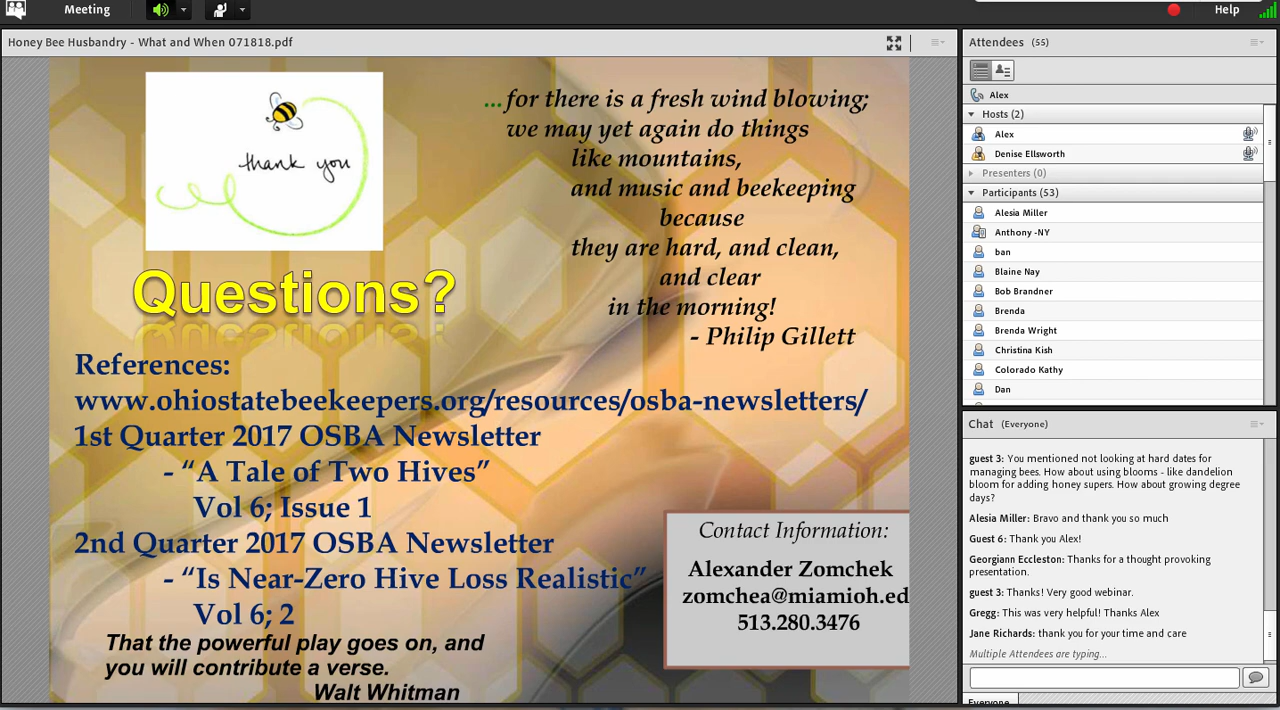 Meeting
Help
Honey Bee Husbandry - What and When 071818.pdf
thank you
...for there is a fresh wind blowing;
we may yet again do things
like mountains,
and music and beekeeping
because
they are hard, and clean,
and clear
in the morning!
- Philip Gillett
Questions?
References:
www.ohiostatebeekeepers.org/resources/osba-newsletters/
1st Quarter 2017 OSBA Newsletter
- “A Tale of Two Hives”
Vol 6; Issue 1
2nd Quarter 2017 OSBA Newsletter
- “Is Near-Zero Hive Loss Realistic”
Vol 6; 2
That the powerful play goes on, and
you will contribute a verse.
Walt Whitman
Contact Information:
Alexander Zomchek
zomchea@miamioh.ed
513.280.3476
Attendees (55)
Alex
Hosts (2)
Alex
Denise Ellsworth
Presenters (0)
Participants (53)
Alesia Miller
Anthony -NY
ban
Blaine Nay
Bob Brandner
Brenda
Brenda Wright
Christina Kish
Colorado Kathy
Dan
Chat (Everyone)
guest 3: You mentioned not looking at hard dates for
managing bees. How about using blooms - like dandelion
bloom for adding honey supers. How about growing degree
days?
Alesia Miller: Bravo and thank you so much
Guest 6: Thank you Alex!
Georgiann Eccleston: Thanks for a thought provoking
presentation.
guest 3: Thanks! Very good webinar.
Gregg: This was very helpful! Thanks Alex
Jane Richards: thank you for your time and care
Multiple Attendees are typing...
Everyone